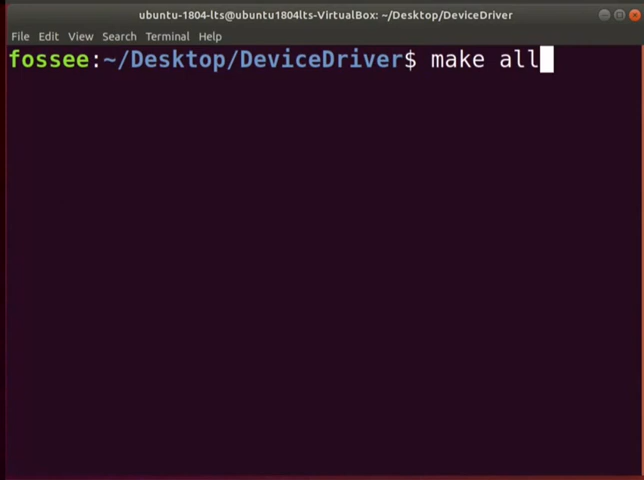 ubuntu-1804-lts@ubuntu1804lts-VirtualBox: ~/Desktop/DeviceDriver
File Edit View Search Terminal Help
fossee:~/Desktop/DeviceDriver$ make all